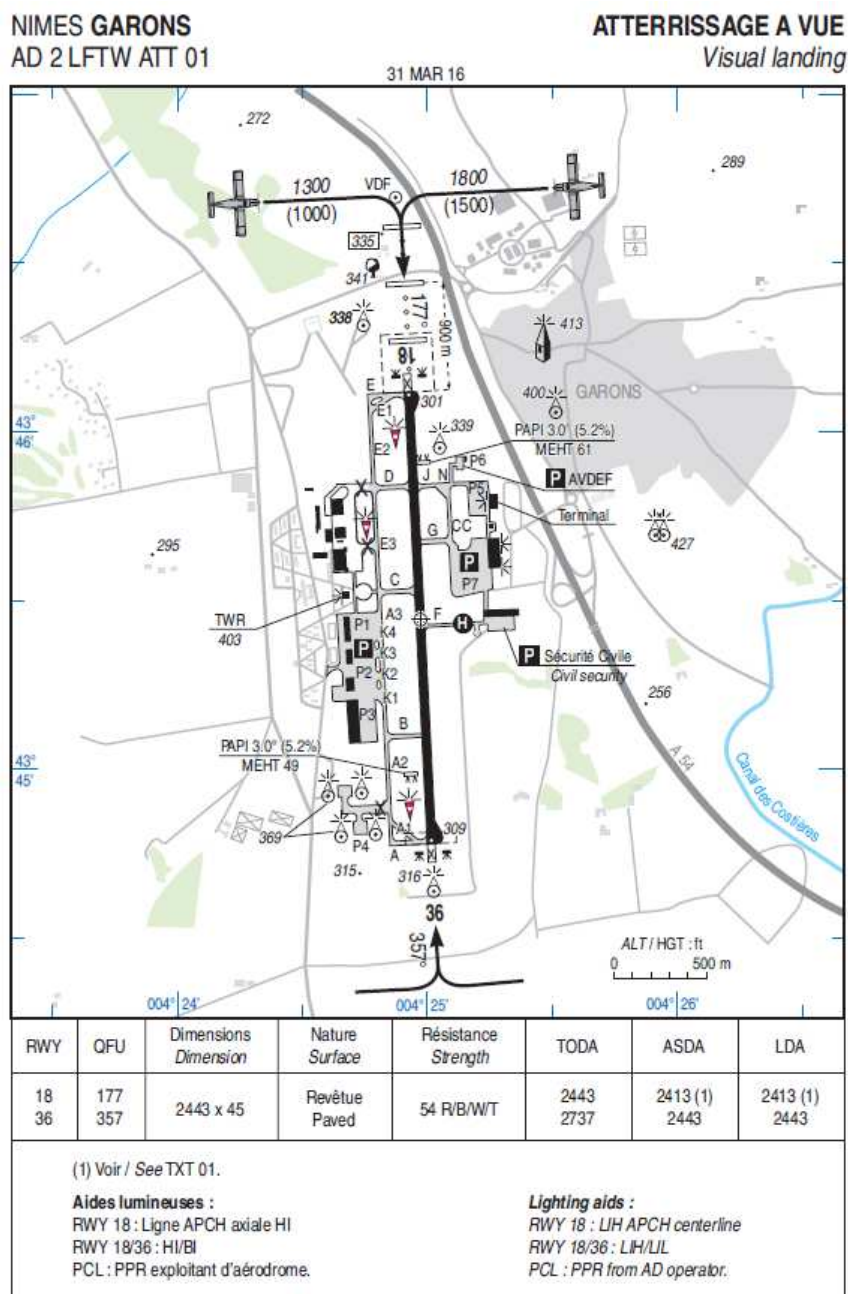 NIMES GARONS
AD 2 LFTW ATT 01
ATTERRISSAGE A VUE
Visual landing
31 MAR 16
272
289
1300
(1000)
VDF
1800
(1500)
335
341
338
177°
900 m
413
18
E
301
400
GARONS
E1
43°
46'
339
PAPI 3.0° (5.2%)
MEHT 61
E2
P6
D
J
N
P AVDEF
P5
Terminal
295
G
CC
E3
427
P
P7
C
TWR
403
A3
F
H
P1
K4
P
K3
P Sécurité Civile
Civil security
P2
K2
K1
256
P3
B
PAPI 3.0° (5.2%)
MEHT 49
A2
A 54
43°
45'
Canal des Costières
369
A1
309
P4
A
315
316
36
357°
ALT / HGT : ft
0 500 m
004° 24'
004° 25'
004° 26'
RWY QFU Dimensions Nature Résistance TODA ASDA LDA
Dimension Surface Strength
18 177 2443 x 45 Revêtue 54 R/B/W/T 2443 2413 (1) 2413 (1)
36 357 Paved 2737 2443 2443
(1) Voir / See TXT 01.
Aides lumineuses :
RWY 18 : Ligne APCH axiale HI
RWY 18/36 : HI/BI
PCL : PPR exploitant d'aérodrome.
Lighting aids :
RWY 18 : LIH APCH centerline
RWY 18/36 : LIH/LIL
PCL : PPR from AD operator.